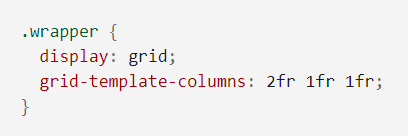 .wrapper {
  display: grid;
  grid-template-columns: 2fr 1fr 1fr;
}